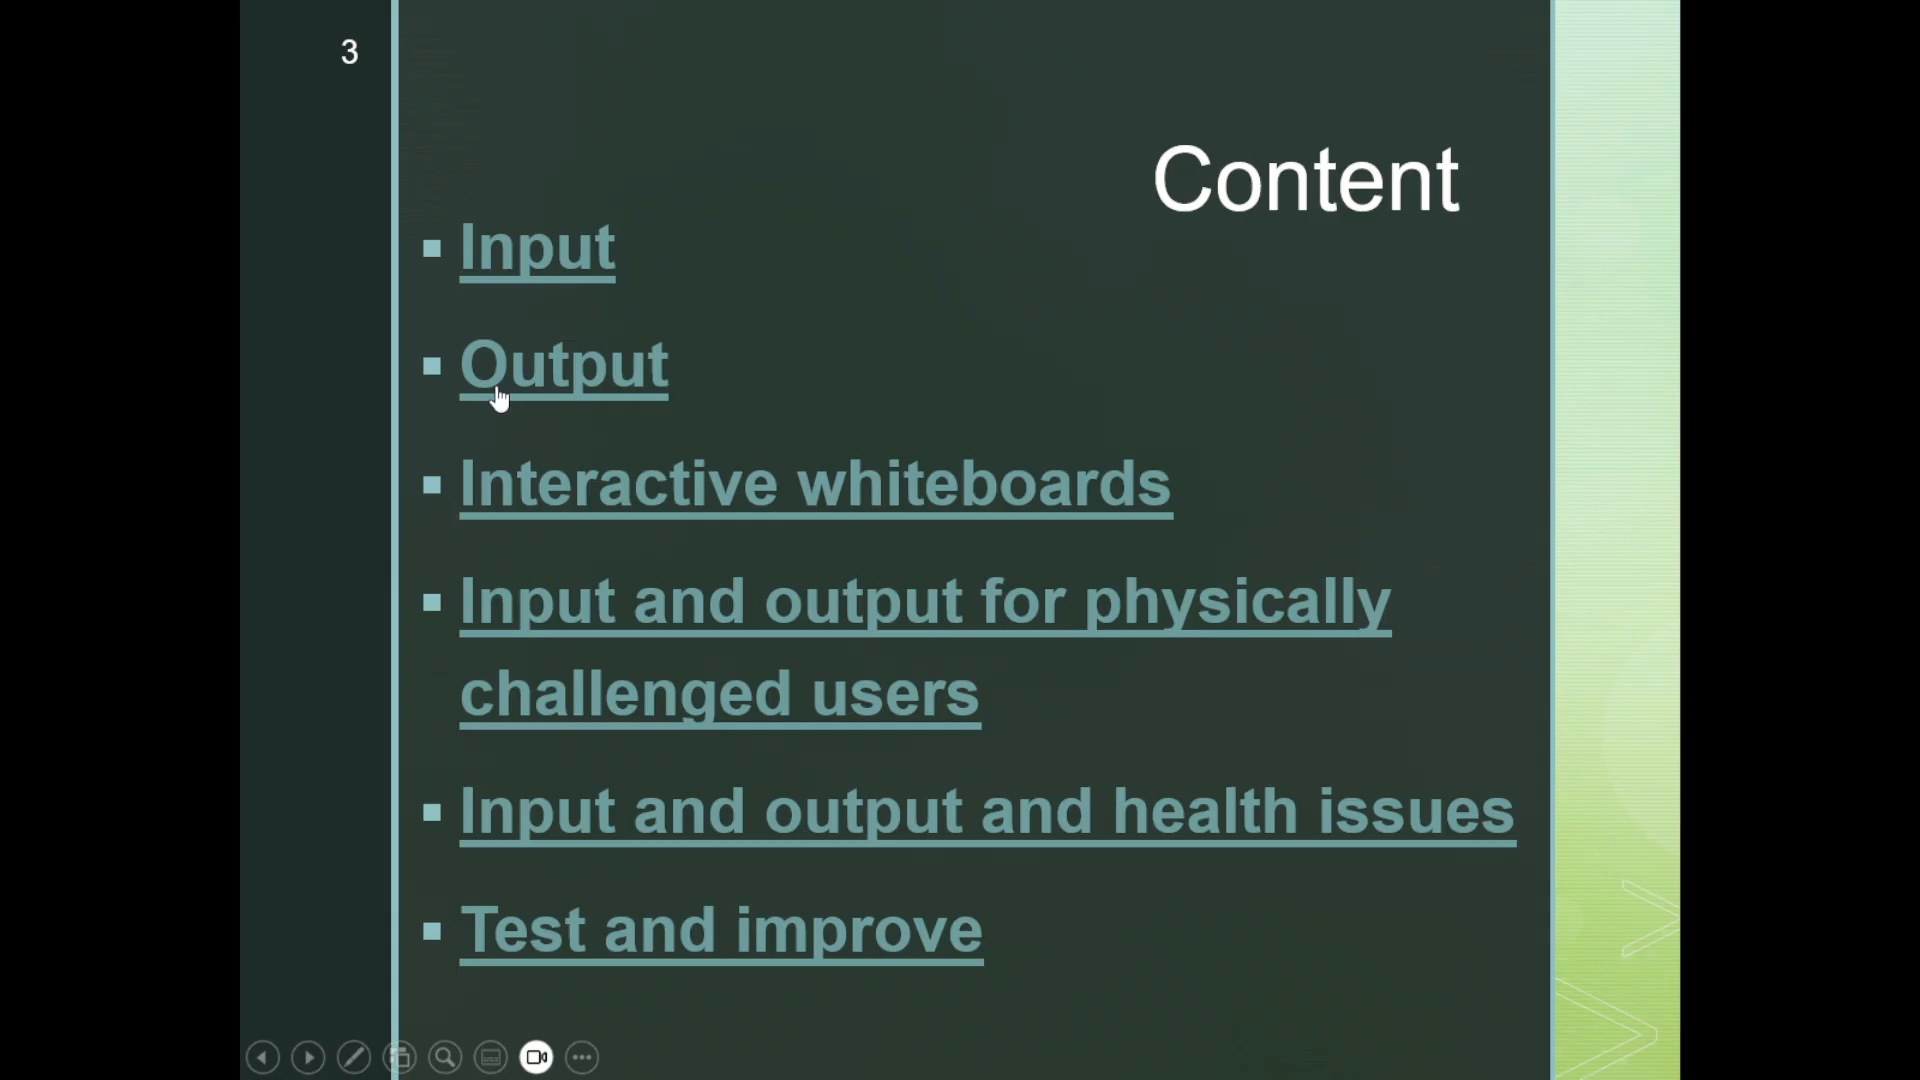 3
Content
Input
Output
Interactive whiteboards
Input and output for physically
challenged users
Input and output and health issues
Test and improve